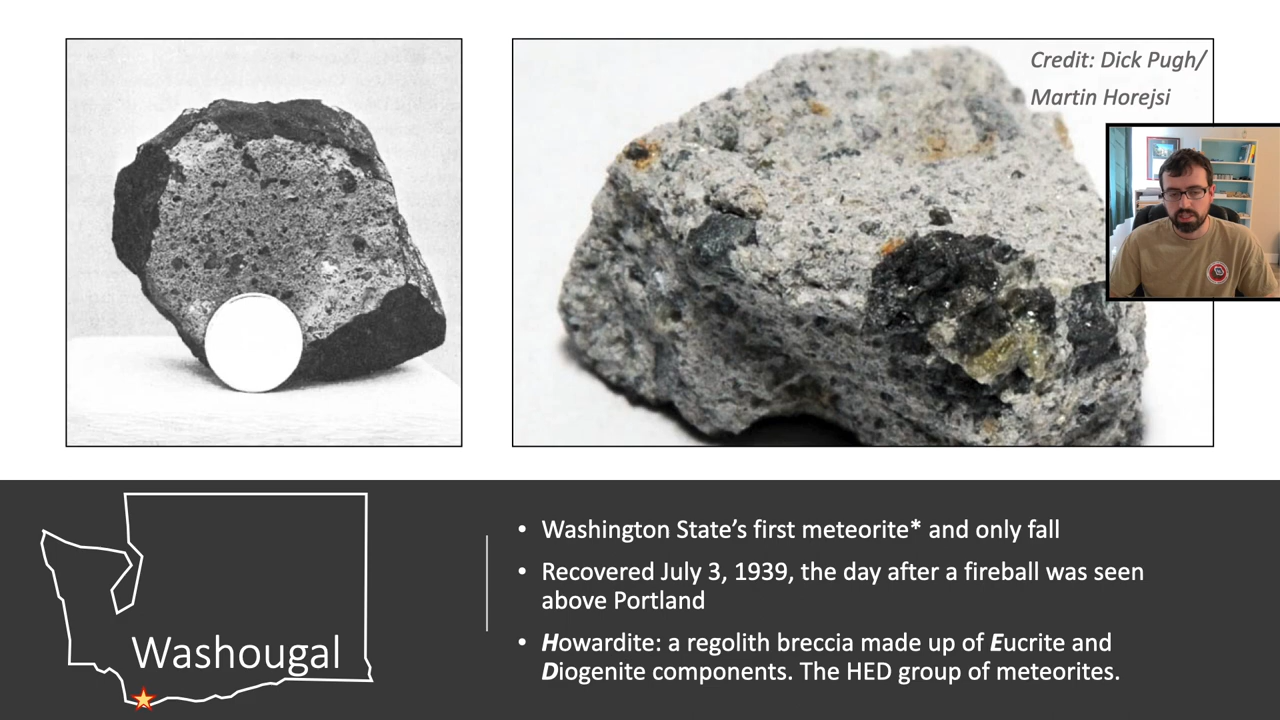 Credit: Dick Pugh/
Martin Horejsi
Washougal
• Washington State's first meteorite* and only fall
• Recovered July 3, 1939, the day after a fireball was seen
above Portland
• Howardite: a regolith breccia made up of Eucrite and
Diogenite components. The HED group of meteorites.